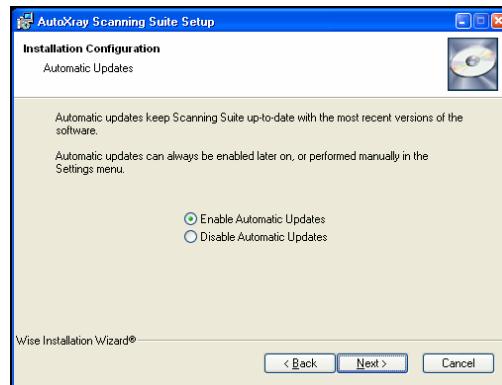 AutoXray Scanning Suite Setup
Installation Configuration
Automatic Updates
Automatic updates keep Scanning Suite up-to-date with the most recent versions of the
software.
Automatic updates can always be enabled later on, or performed manually in the
Settings menu.
Enable Automatic Updates
Disable Automatic Updates
Wise Installation Wizard®
< Back
Next >
Cancel